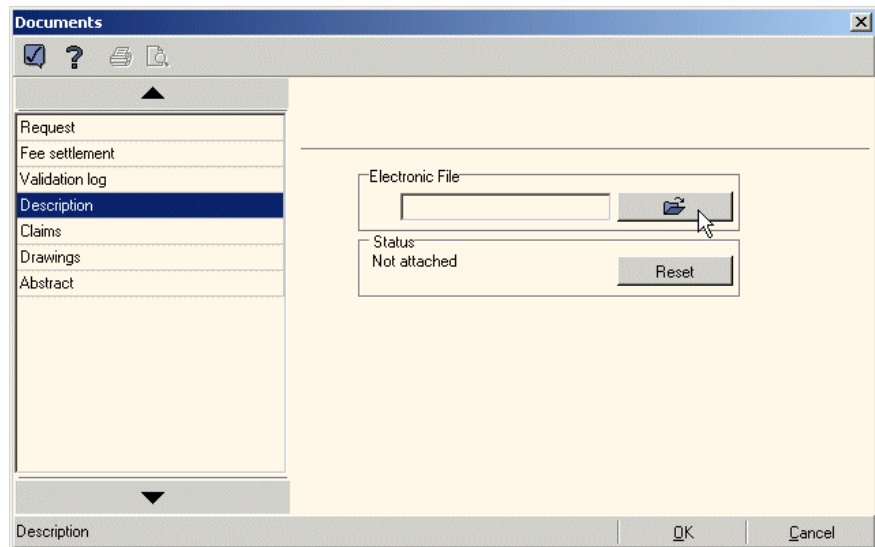 Documents
Request
Fee settlement
Validation log
Description
Claims
Drawings
Abstract
Electronic File
Status
Not attached
Reset
Description
OK
Cancel